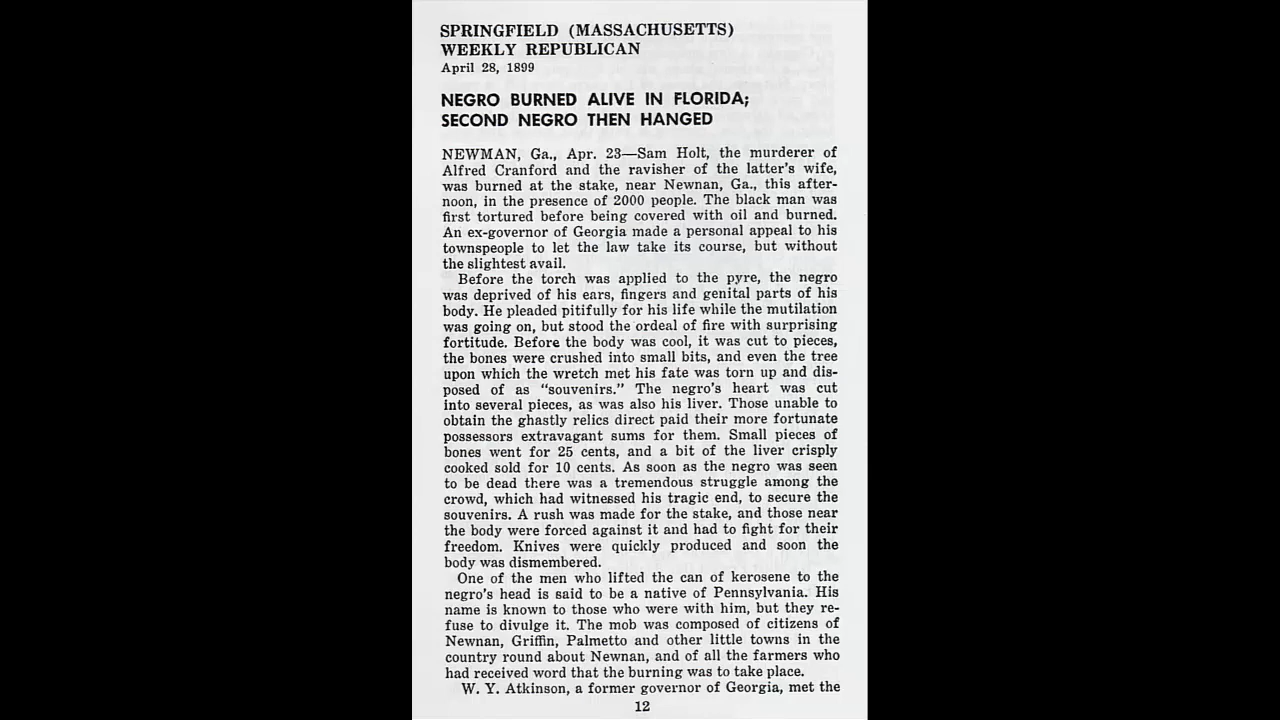 SPRINGFIELD (MASSACHUSETTS)
WEEKLY REPUBLICAN
April 28, 1899
NEGRO BURNED ALIVE IN FLORIDA;
SECOND NEGRO THEN HANGED
NEWMAN, Ga., Apr. 23—Sam Holt, the murderer of
Alfred Cranford and the ravisher of the latter's wife,
was burned at the stake, near Newnan, Ga., this after-
noon, in the presence of 2000 people. The black man was
first tortured before being covered with oil and burned.
An ex-governor of Georgia made a personal appeal to his
townspeople to let the law take its course, but without
the slightest avail.
Before the torch was applied to the pyre, the negro
was deprived of his ears, fingers and genital parts of his
body. He pleaded pitifully for his life while the mutilation
was going on, but stood the ordeal of fire with surprising
fortitude. Before the body was cool, it was cut to pieces,
the bones were crushed into small bits, and even the tree
upon which the wretch met his fate was torn up and dis-
posed of as "souvenirs." The negro's heart was cut
into several pieces, as was also his liver. Those unable to
obtain the ghastly relics direct paid their more fortunate
possessors extravagant sums for them. Small pieces of
bones went for 25 cents, and a bit of the liver crisply
cooked sold for 10 cents. As soon as the negro was seen
to be dead there was a tremendous struggle among the
crowd, which had witnessed his tragic end, to secure the
souvenirs. A rush was made for the stake, and those near
the body were forced against it and had to fight for their
freedom. Knives were quickly produced and soon the
body was dismembered.
One of the men who lifted the can of kerosene to the
negro's head is said to be a native of Pennsylvania. His
name is known to those who were with him, but they re-
fuse to divulge it. The mob was composed of citizens of
Newnan, Griffin, Palmetto and other little towns in the
country round about Newnan, and of all the farmers who
had received word that the burning was to take place.
W. Y. Atkinson, a former governor of Georgia, met the
12